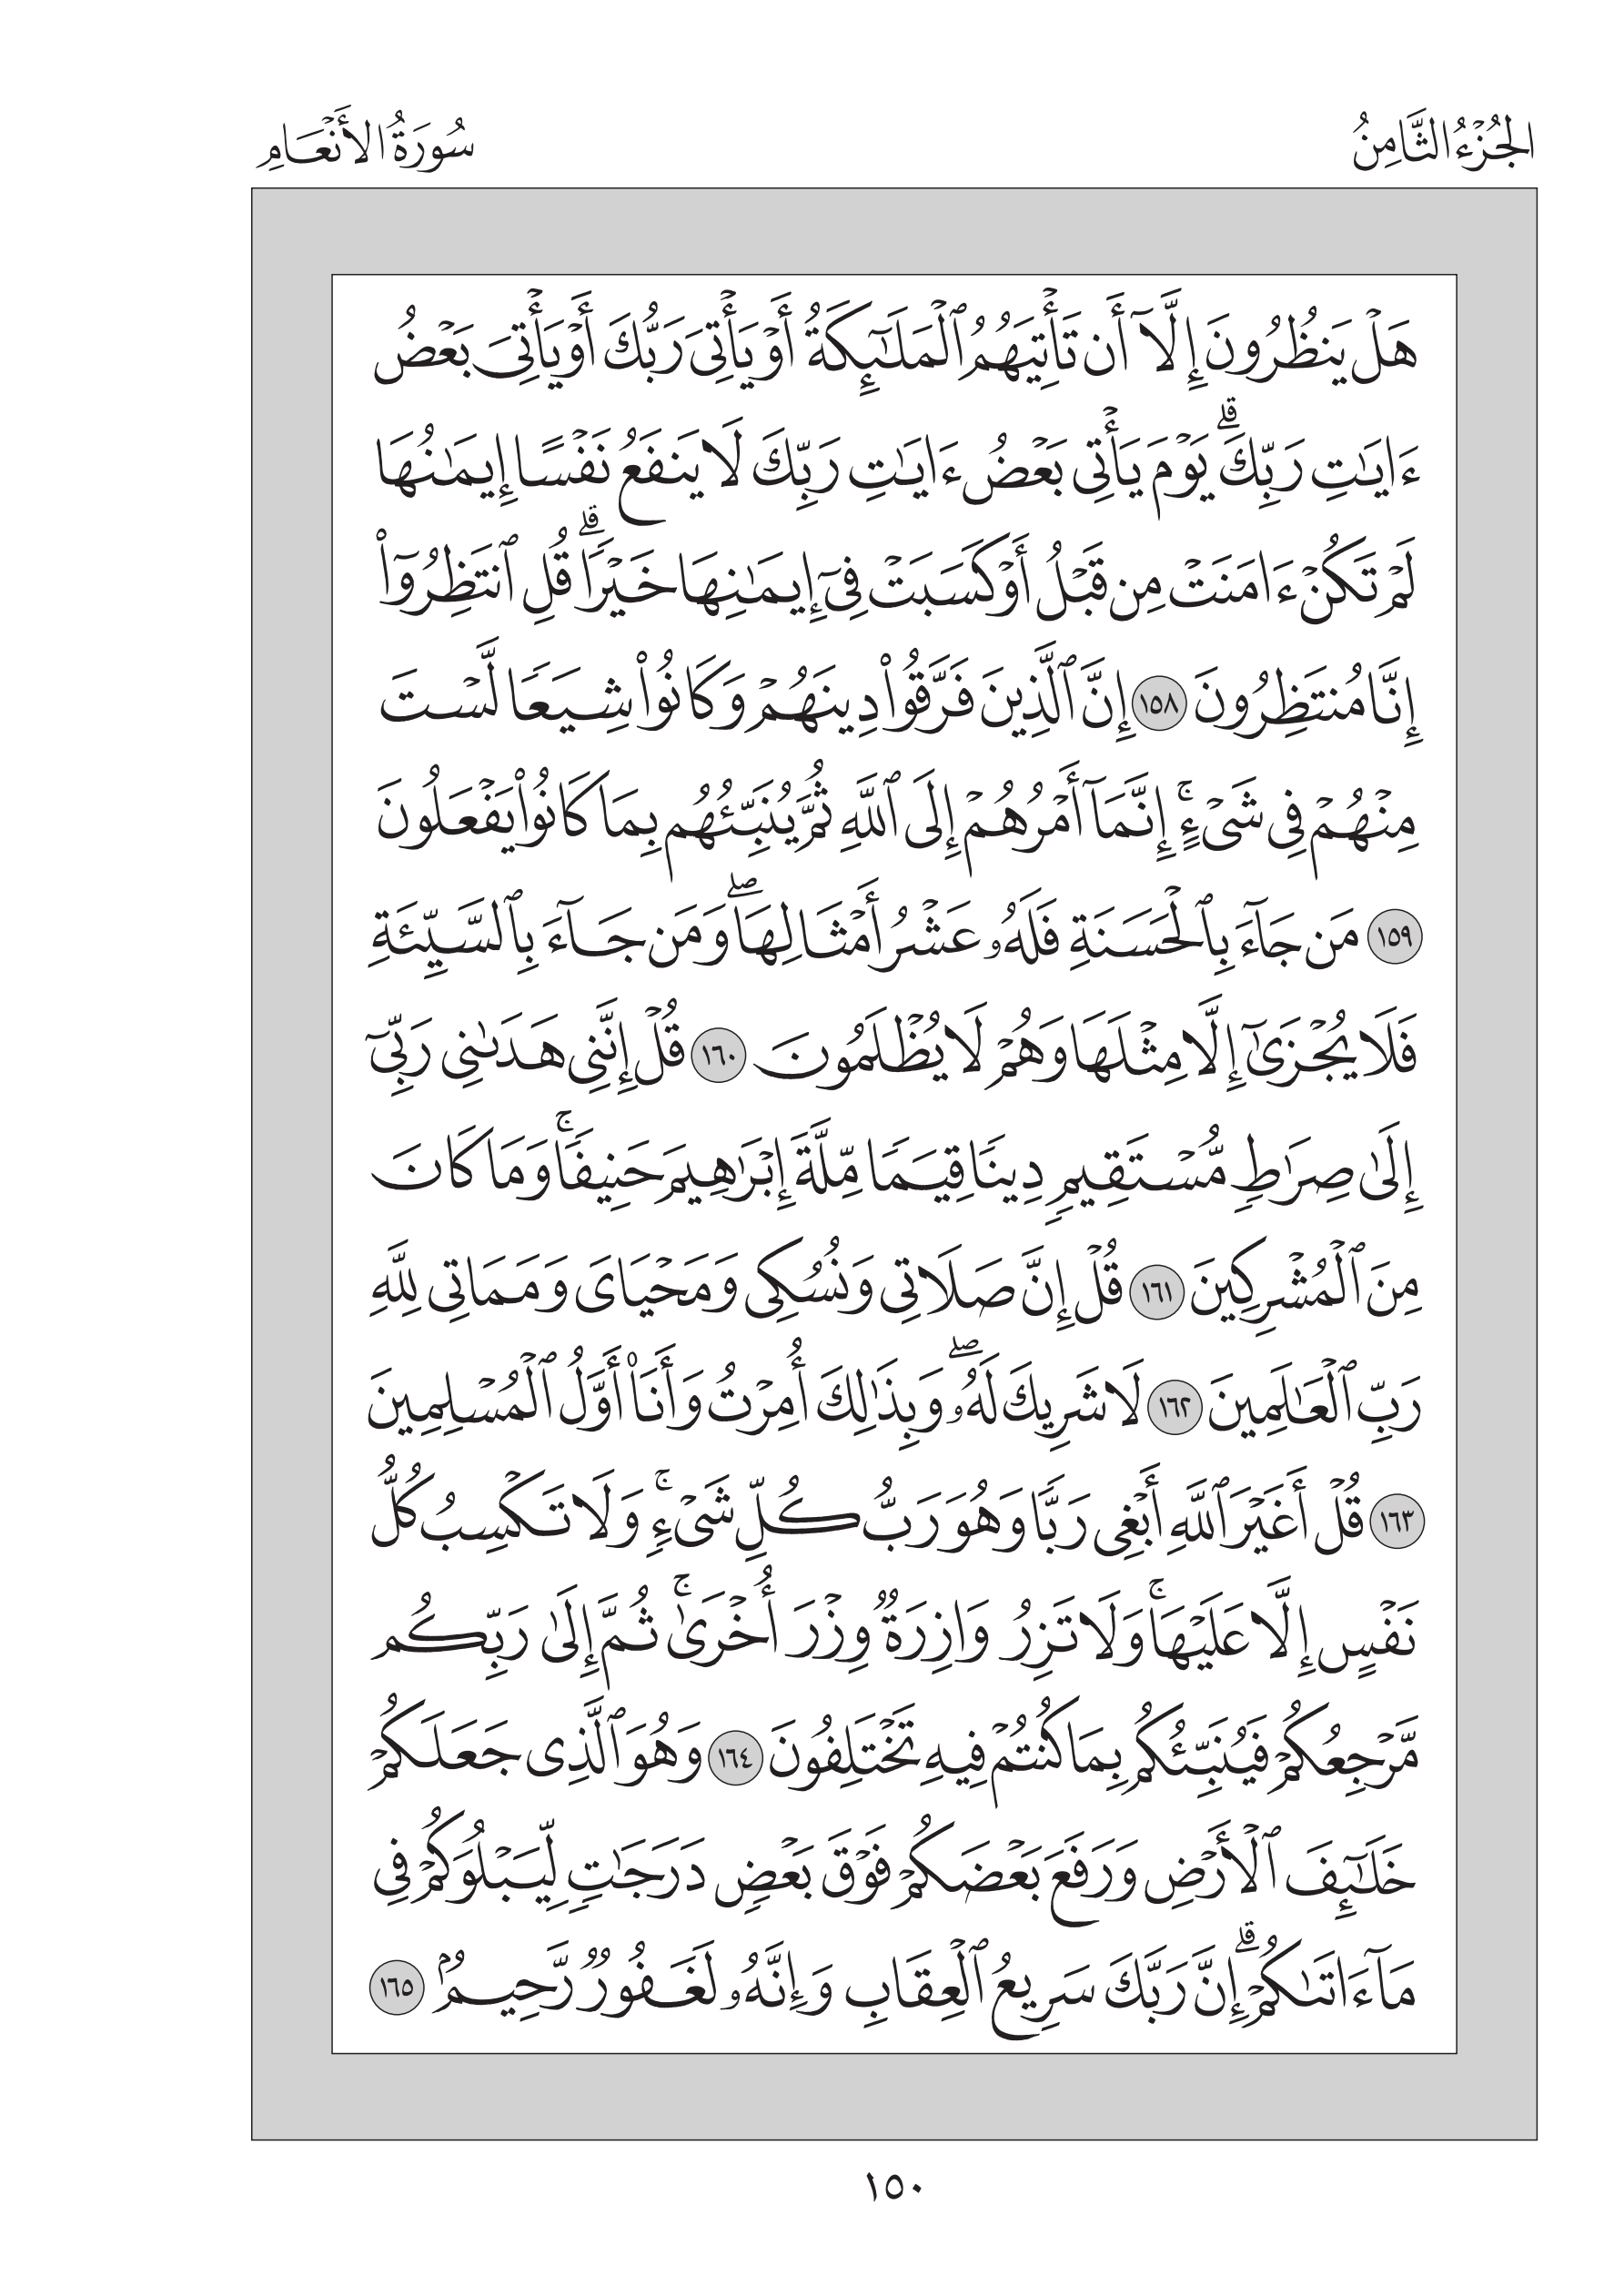 الجُزْءُ الثَّامِنُ
سُورَةُ الأَنْعَامِ
هَلْ يَنظُرُونَ إِلَّآ أَن تَأْتِيَهُمُ ٱلْمَلَـٰٓئِكَةُ أَوْ يَأْتِىَ رَبُّكَ أَوْ يَأْتِىَ بَعْضُ
ءَايَـٰتِ رَبِّكَ ۗ يَوْمَ يَأْتِى بَعْضُ ءَايَـٰتِ رَبِّكَ لَا يَنفَعُ نَفْسًا إِيمَـٰنُهَا
لَمْ تَكُنْ ءَامَنَتْ مِن قَبْلُ أَوْ كَسَبَتْ فِىٓ إِيمَـٰنِهَا خَيْرًا ۗ قُلِ ٱنتَظِرُوٓا۟
إِنَّا مُنتَظِرُونَ ١٥٨ إِنَّ ٱلَّذِينَ فَرَّقُوا۟ دِينَهُمْ وَكَانُوا۟ شِيَعًا لَّسْتَ
مِنْهُمْ فِى شَىْءٍ ۚ إِنَّمَآ أَمْرُهُمْ إِلَى ٱللَّهِ ثُمَّ يُنَبِّئُهُم بِمَا كَانُوا۟ يَفْعَلُونَ
١٥٩ مَن جَآءَ بِٱلْحَسَنَةِ فَلَهُۥ عَشْرُ أَمْثَالِهَا ۖ وَمَن جَآءَ بِٱلسَّيِّئَةِ
فَلَا يُجْزَىٰٓ إِلَّا مِثْلَهَا وَهُمْ لَا يُظْلَمُونَ ١٦٠ قُلْ إِنَّنِى هَدَىٰنِى رَبِّىٓ
إِلَىٰ صِرَٰطٍ مُّسْتَقِيمٍ دِينًا قِيَمًا مِّلَّةَ إِبْرَٰهِيمَ حَنِيفًا ۚ وَمَا كَانَ
مِنَ ٱلْمُشْرِكِينَ ١٦١ قُلْ إِنَّ صَلَاتِى وَنُسُكِى وَمَحْيَاىَ وَمَمَاتِى لِلَّهِ
رَبِّ ٱلْعَـٰلَمِينَ ١٦٢ لَا شَرِيكَ لَهُۥ ۖ وَبِذَٰلِكَ أُمِرْتُ وَأَنَا۠ أَوَّلُ ٱلْمُسْلِمِينَ
١٦٣ قُلْ أَغَيْرَ ٱللَّهِ أَبْغِى رَبًّا وَهُوَ رَبُّ كُلِّ شَىْءٍ ۚ وَلَا تَكْسِبُ كُلُّ
نَفْسٍ إِلَّا عَلَيْهَا ۚ وَلَا تَزِرُ وَازِرَةٌ وِزْرَ أُخْرَىٰ ۚ ثُمَّ إِلَىٰ رَبِّكُم
مَّرْجِعُكُمْ فَيُنَبِّئُكُم بِمَا كُنتُمْ فِيهِ تَخْتَلِفُونَ ١٦٤ وَهُوَ ٱلَّذِى جَعَلَكُمْ
خَلَـٰٓئِفَ ٱلْأَرْضِ وَرَفَعَ بَعْضَكُمْ فَوْقَ بَعْضٍ دَرَجَـٰتٍ لِّيَبْلُوَكُمْ فِى
مَآ ءَاتَىٰكُمْ ۗ إِنَّ رَبَّكَ سَرِيعُ ٱلْعِقَابِ وَإِنَّهُۥ لَغَفُورٌ رَّحِيمٌۢ ١٦٥
١٥٠